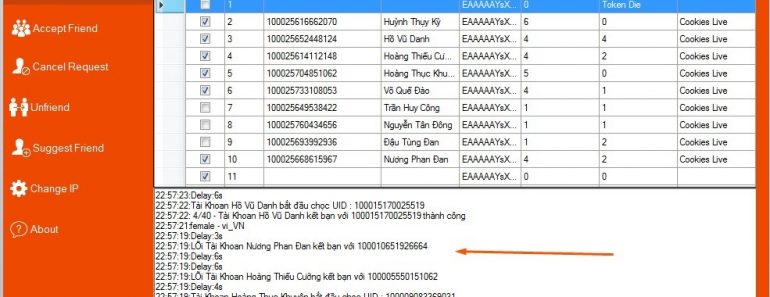 1 EAAAAAYsX... 0 Token Die
Accept Friend
2 100025616662070 Huỳnh Thụy Kỳ EAAAAAYsX... 6 0 Cookies Live
3 100025652448124 Hồ Vũ Danh EAAAAAYsX... 4 4 Cookies Live
4 100025614112148 Hoàng Thiếu Cư... EAAAAAYsX... 4 2 Cookies Live
Cancel Request
5 100025704851062 Hoàng Thục Khu... EAAAAAYsX... 5 0 Cookies Live
6 100025733108053 Võ Quế Đào EAAAAAYsX... 4 1 Cookies Live
Unfriend
7 100025649538422 Trần Huy Công EAAAAAYsX... 1 1 Cookies Live
8 100025760434656 Nguyễn Tân Đông EAAAAAYsX... 1 1 Cookies Live
9 100025693992936 Đậu Tùng Đan EAAAAAYsX... 1 2 Cookies Live
Suggest Friend
10 100025668615967 Nương Phan Đan EAAAAAYsX... 4 2 Cookies Live
11 EAAAAAYsX... 0 0
Change IP
22:57:23:Delay:6s
22:57:22:Tài Khoan Hồ Vũ Danh bắt đầu chọc UID : 100015170025519
22:57:22: 4/40 - Tài Khoan Hồ Vũ Danh kết bạn với 100015170025519 thành công
22:57:21:female - vi_VN
About
22:57:19:Delay:3s
22:57:19:LỖi Tài Khoan Nương Phan Đan kết bạn với 100010651926664
22:57:19:Delay:6s
22:57:19:Delay:6s
22:57:19:LỖi Tài Khoan Hoàng Thiếu Cường kết bạn với 100005550151062
22:57:19:Delay:4s
22:57:19:Tài Khoan Hoàng Thục Khuyên bắt đầu chọc UID : 100009083269031